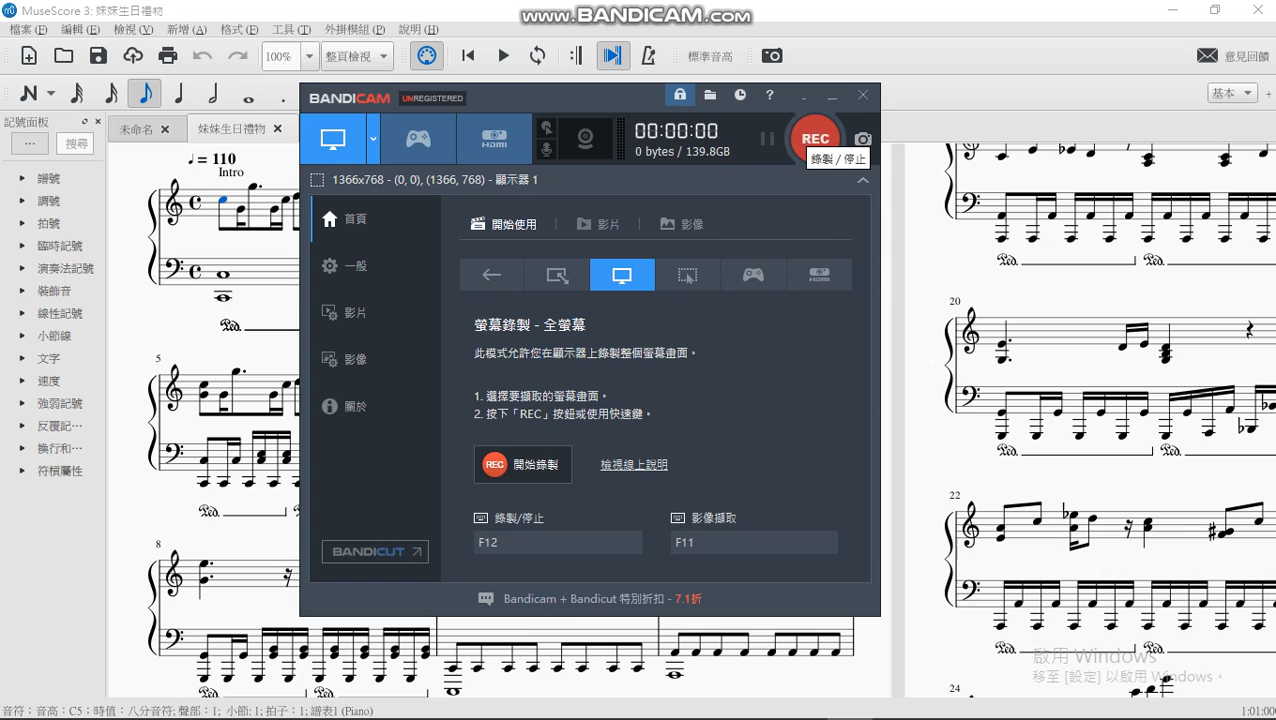 MuseScore 3: 妹妹生日禮物
www.BANDICAM.com
檔案 (F) 編輯 (E) 檢視 (V) 新增 (A) 格式 (F) 工具 (T) 外掛模組 (P) 說明 (H)
100% 整頁檢視 標準音高 意見回饋
基本
記號面板
... 搜尋
未命名 妹妹生日禮物
譜號
調號
拍號
臨時記號
演奏法記號
裝飾音
線性記號
小節線
文字
速度
強弱記號
反覆記…
換行和…
符槓屬性
= 110
Intro
5
8
20
22
24
BANDICAM UNREGISTERED
?
HDMI
00:00:00
0 bytes / 139.8GB
REC
錄製 / 停止
1366x768 - (0, 0), (1366, 768) - 顯示器 1
首頁
一般
影片
影像
關於
BANDICUT
開始使用 影片 影像
HDMI
螢幕錄製 - 全螢幕
此模式允許您在顯示器上錄製整個螢幕畫面。
1. 選擇要擷取的螢幕畫面。
2. 按下「REC」按鈕或使用快速鍵。
REC 開始錄製 檢視線上說明
錄製/停止 影像擷取
F12 F11
Bandicam + Bandicut 特別折扣 - 7.1折
啟用 Windows
移至 [設定] 以啟用 Windows。
音符；音高：C5；時值：八分音符; 聲部：1; 小節: 1; 拍子：1; 譜表1 (Piano)
1:01:00